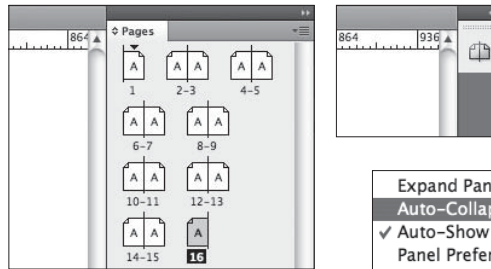 864
Pages
A A A A A
1 2-3 4-5
A A A A
6-7 8-9
A A A A
10-11 12-13
A A A
14-15 16
864 936
Expand Pan
Auto-Collap
Auto-Show
Panel Prefer